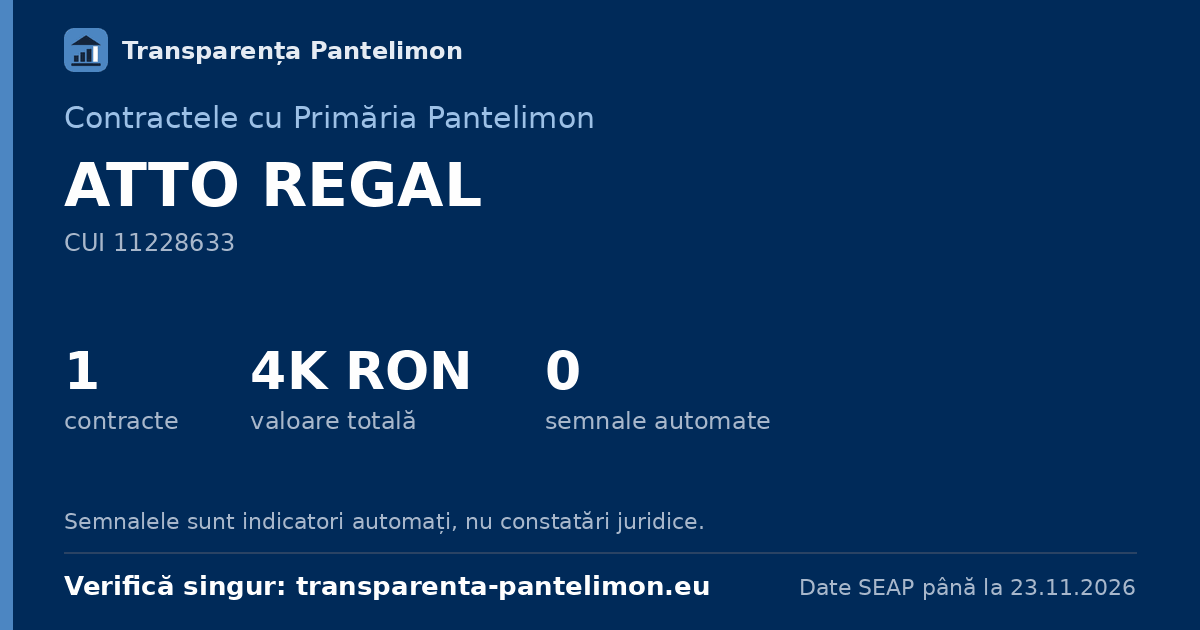 Transparența Pantelimon
Contractele cu Primăria Pantelimon
ATTO REGAL
CUI 11228633
1 4K RON 0
contracte valoare totală semnale automate
Semnalele sunt indicatori automați, nu constatări juridice.
Verifică singur: transparenta-pantelimon.eu Date SEAP până la 23.11.2026